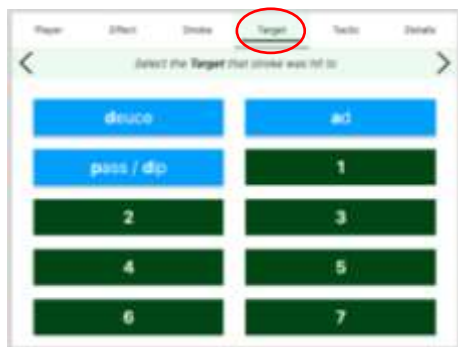 Player Effect Stroke Target Tactic Details
Select the Target that stroke was hit to
deuce ad
pass / dip 1
2 3
4 5
6 7